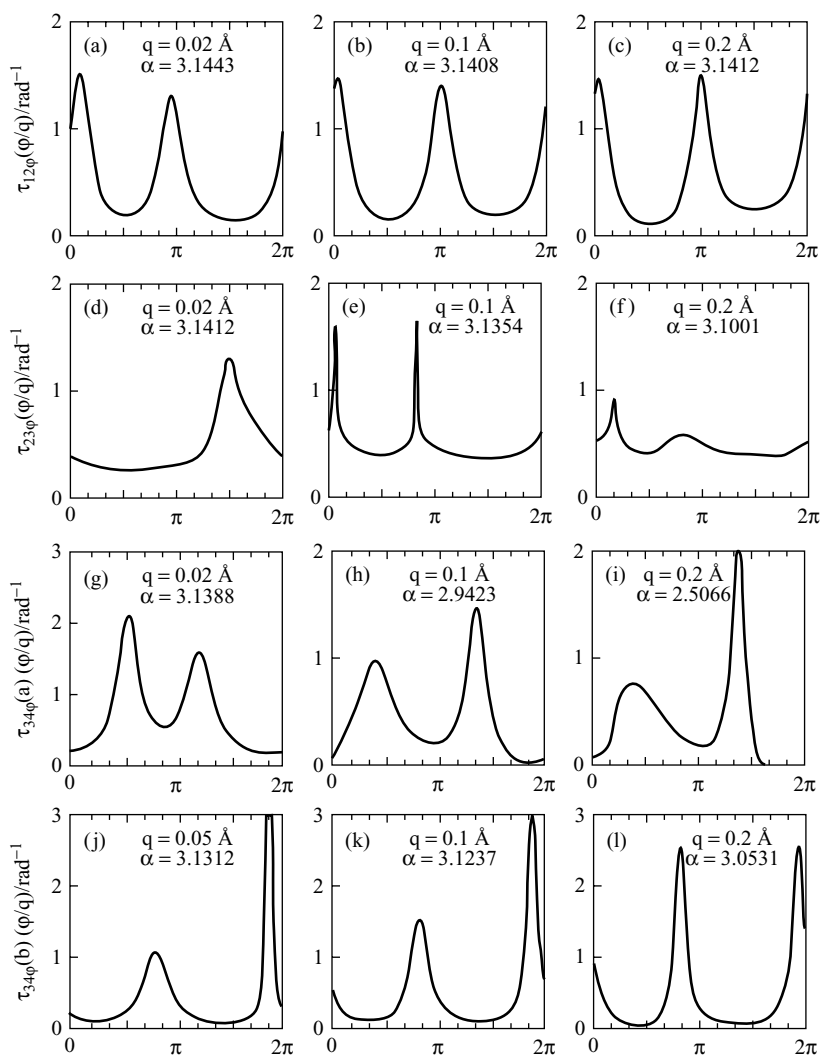 2
(a)
q = 0.02 Å
α = 3.1443
1
τ12φ(φ/q)/rad−1
0
0
π
2π
2
(b)
q = 0.1 Å
α = 3.1408
1
0
0
π
2π
2
(c)
q = 0.2 Å
α = 3.1412
1
0
0
π
2π
2
(d)
q = 0.02 Å
α = 3.1412
1
τ23φ(φ/q)/rad−1
0
0
π
2π
2
(e)
q = 0.1 Å
α = 3.1354
1
0
0
π
2π
2
(f)
q = 0.2 Å
α = 3.1001
1
0
0
π
2π
3
(g)
q = 0.02 Å
α = 3.1388
2
1
τ34φ(a) (φ/q)/rad−1
0
0
π
2π
2
(h)
q = 0.1 Å
α = 2.9423
1
0
0
π
2π
2
(i)
q = 0.2 Å
α = 2.5066
1
0
0
π
2π
3
(j)
q = 0.05 Å
α = 3.1312
2
1
τ34φ(b) (φ/q)/rad−1
0
0
π
2π
3
(k)
q = 0.1 Å
α = 3.1237
2
1
0
0
π
2π
3
(l)
q = 0.2 Å
α = 3.0531
2
1
0
0
π
2π